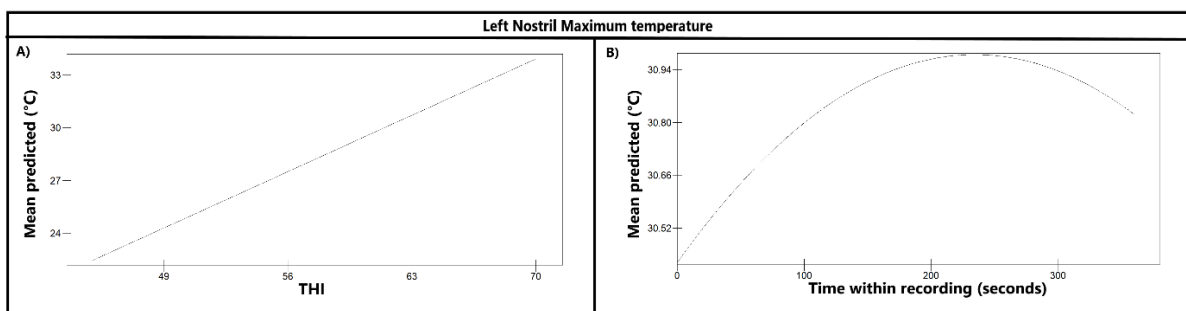 Left Nostril Maximum temperature
A)
Mean predicted (°C)
33
30
27
24
49 56 63 70
THI
B)
Mean predicted (°C)
30.94
30.80
30.66
30.52
0 100 200 300
Time within recording (seconds)